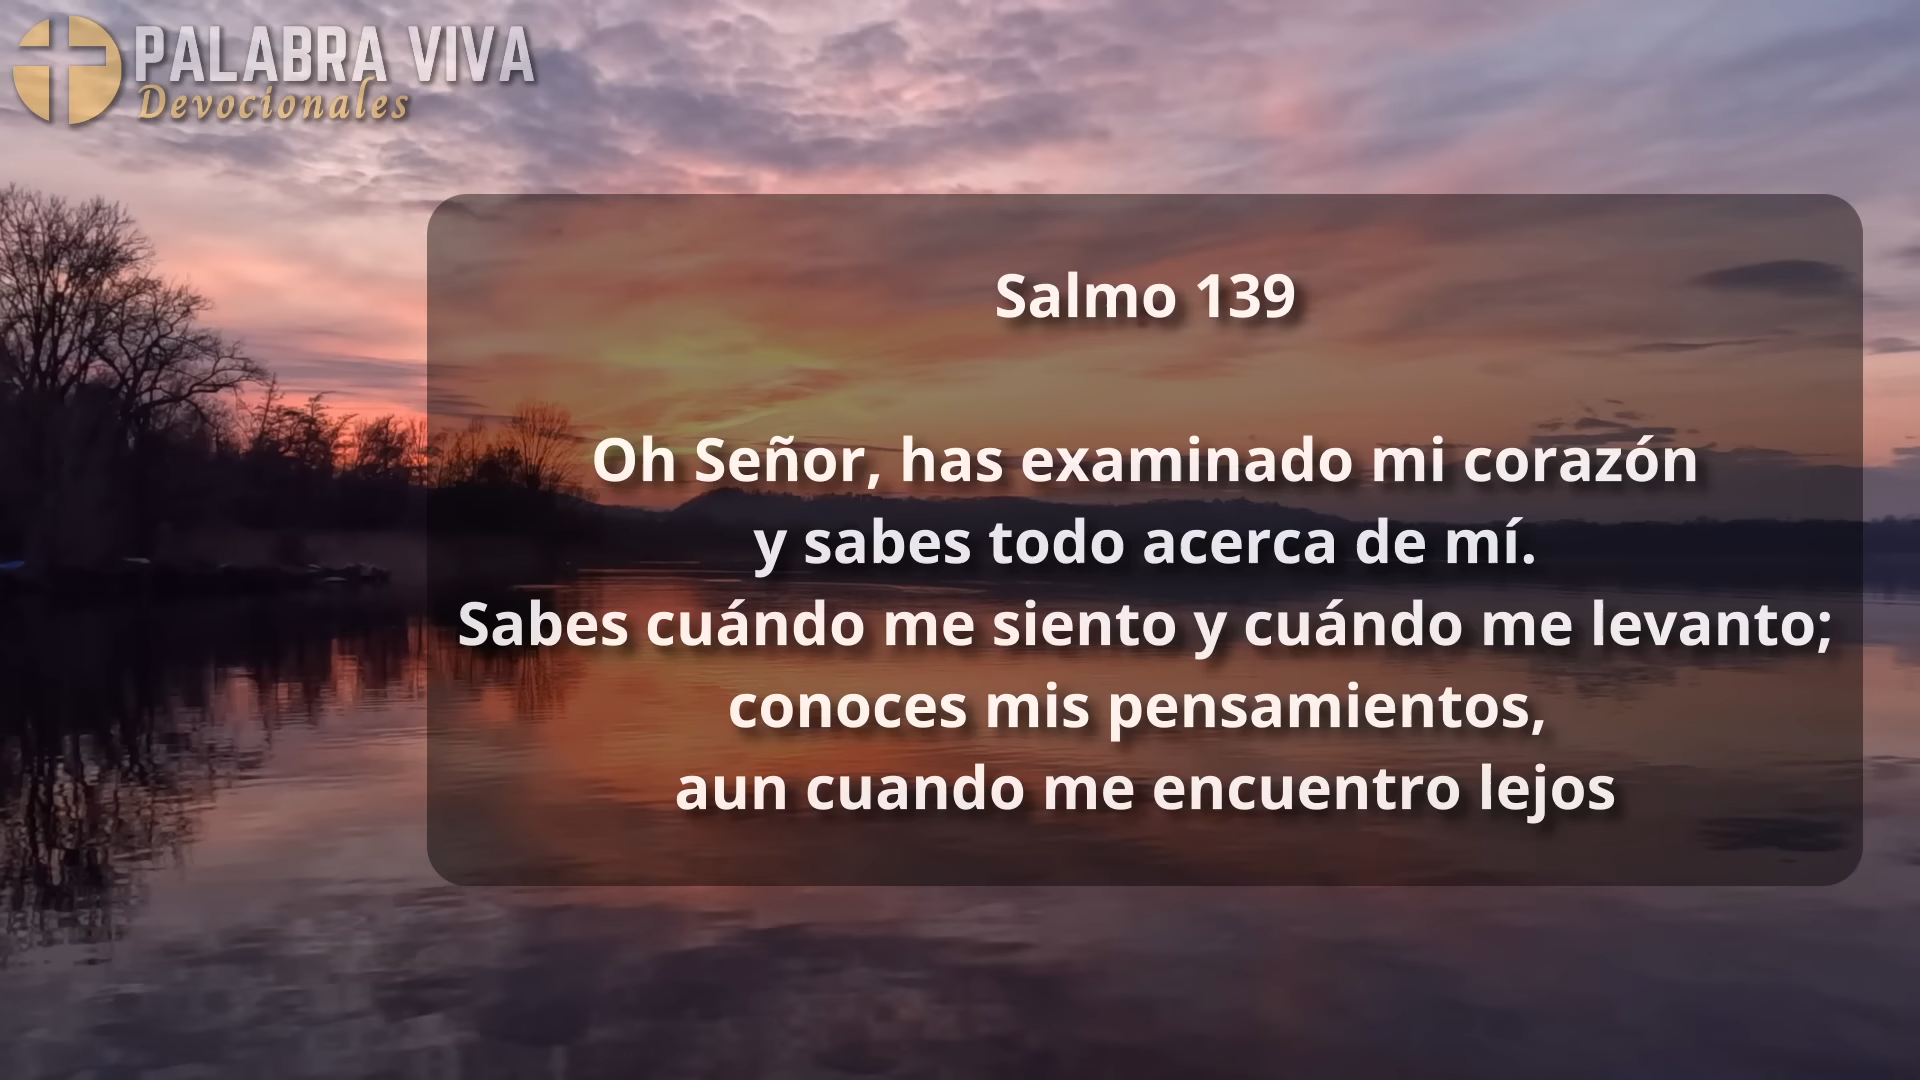 PALABRA VIVA
Devocionales
Salmo 139
Oh Señor, has examinado mi corazón
y sabes todo acerca de mí.
Sabes cuándo me siento y cuándo me levanto;
conoces mis pensamientos,
aun cuando me encuentro lejos